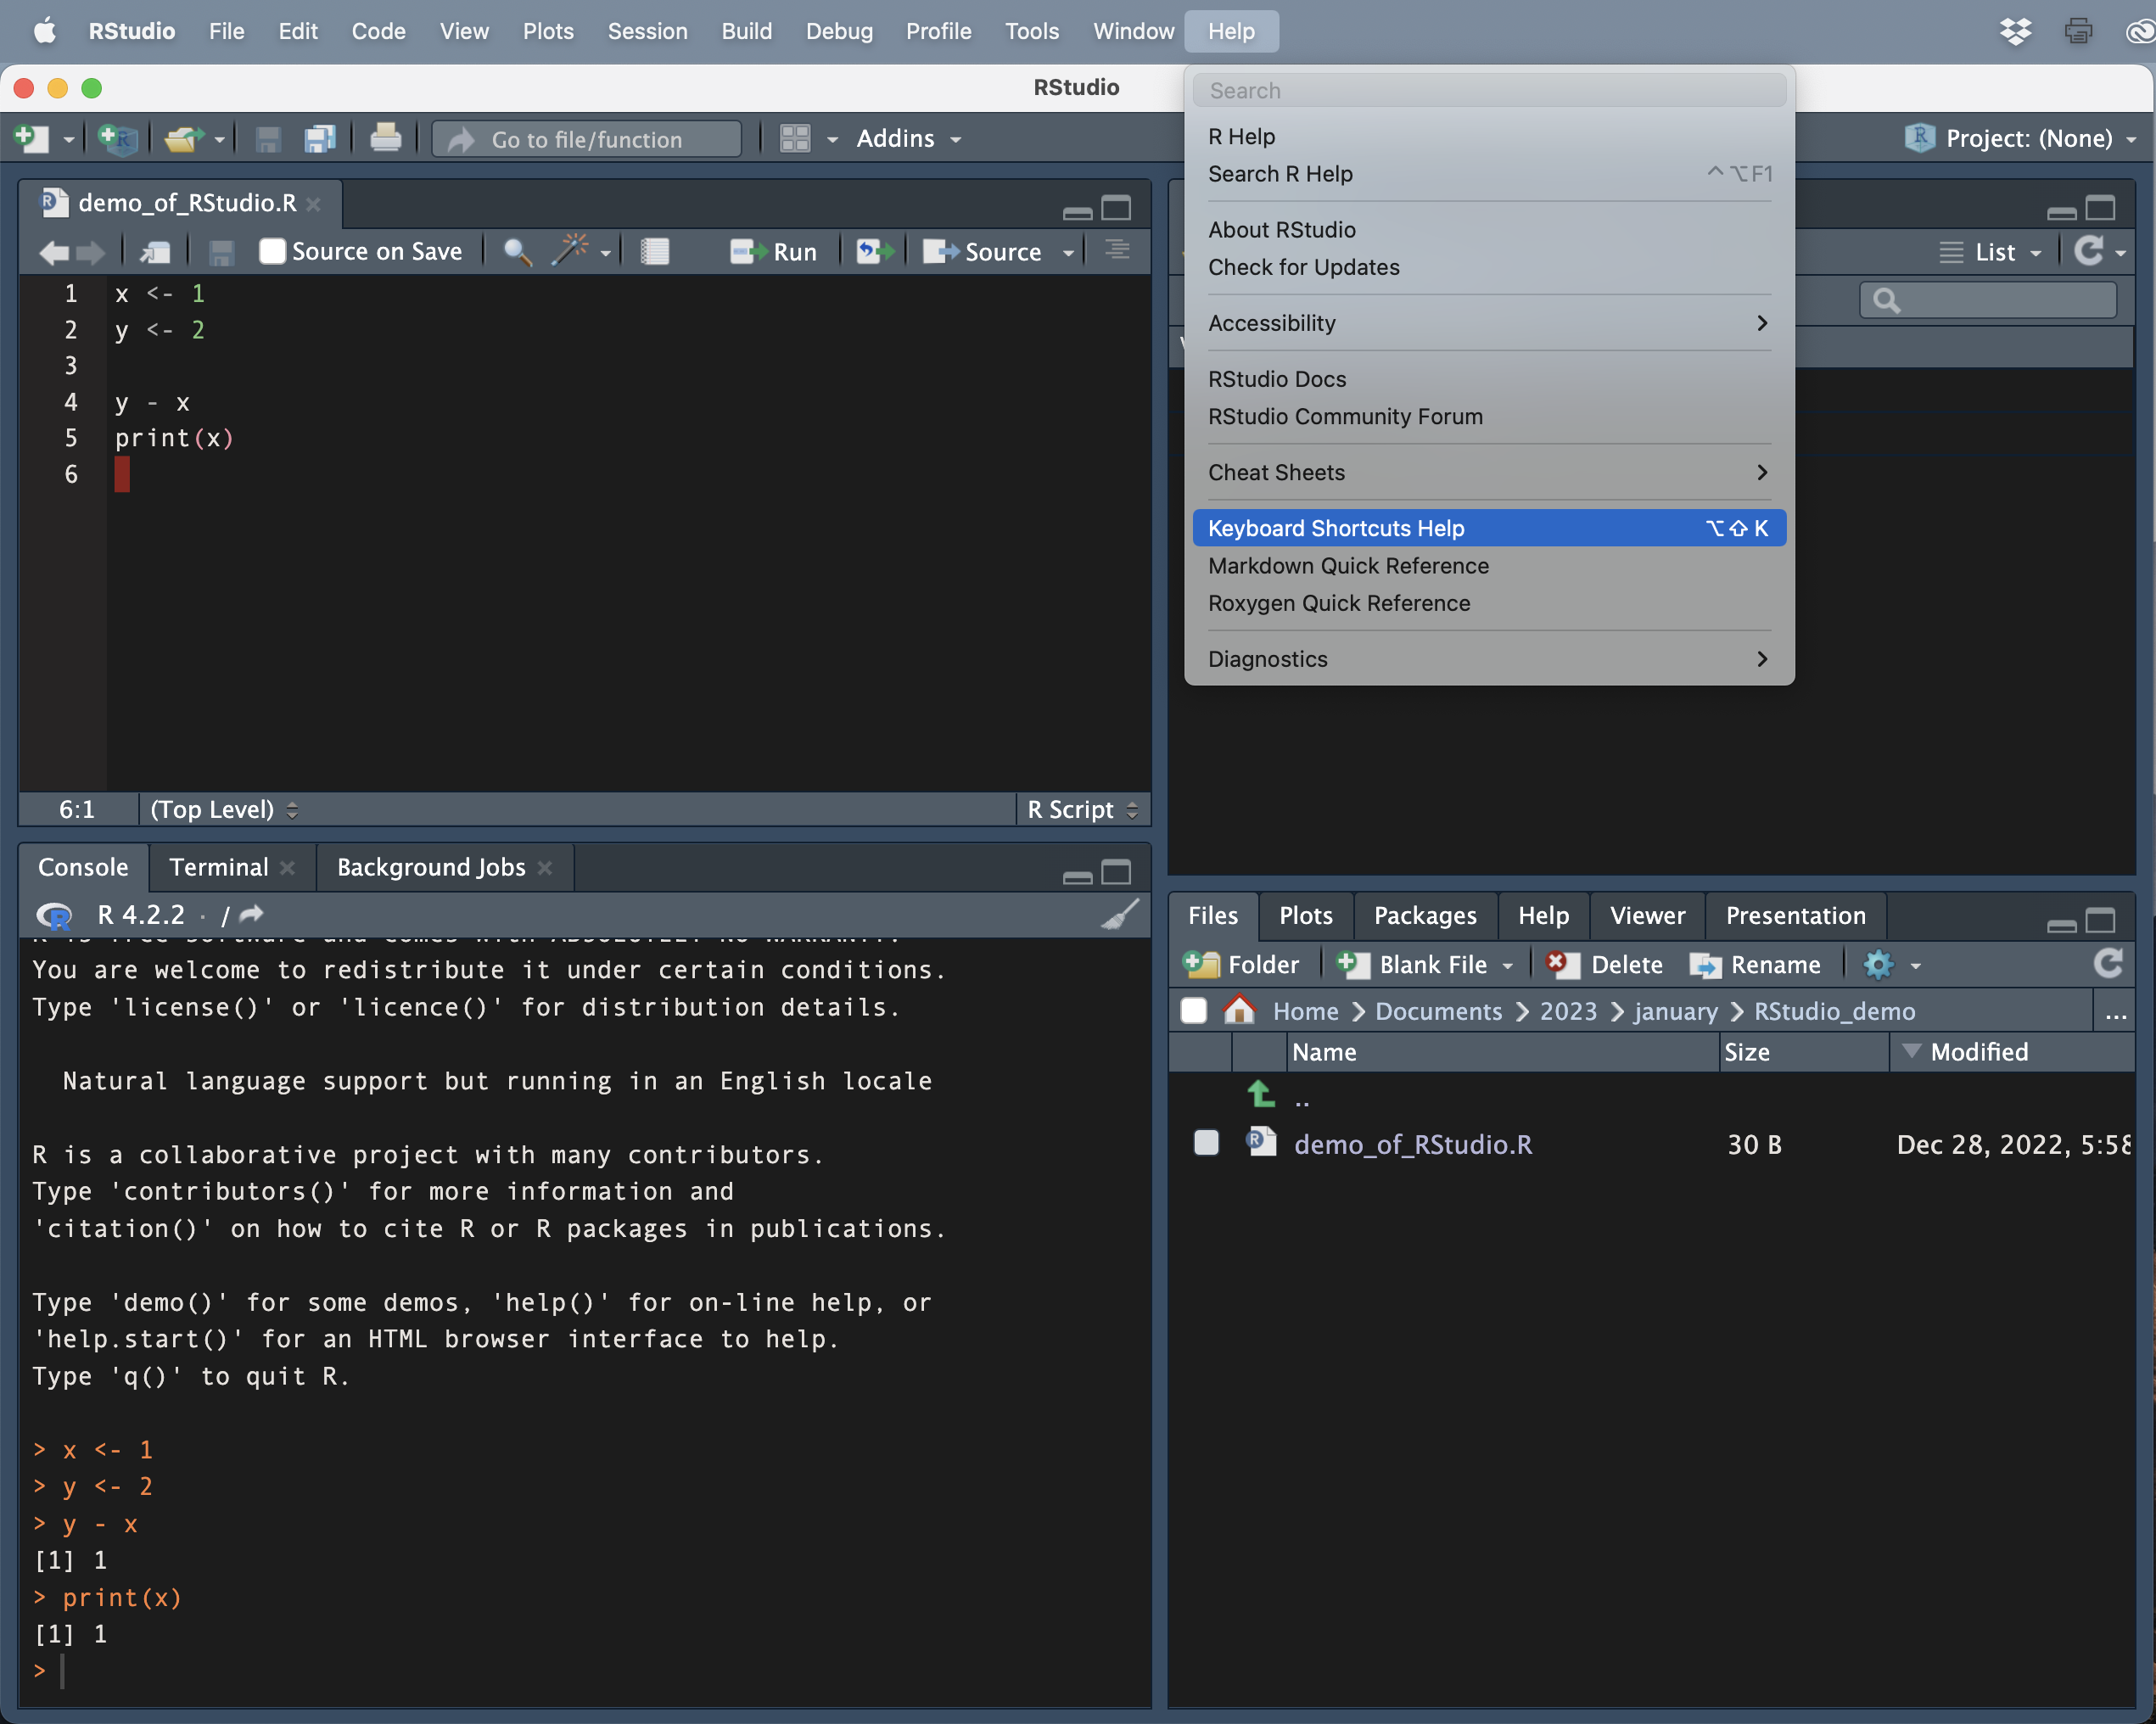 RStudio File Edit Code View Plots Session Build Debug Profile Tools Window Help
RStudio
Search
R Help
Search R Help ^⌥F1
About RStudio
Check for Updates
Accessibility
RStudio Docs
RStudio Community Forum
Cheat Sheets
Keyboard Shortcuts Help ⌥⇧K
Markdown Quick Reference
Roxygen Quick Reference
Diagnostics
Go to file/function Addins Project: (None)
demo_of_RStudio.R
Source on Save Run Source
1 x <- 1
2 y <- 2
3
4 y - x
5 print(x)
6
6:1 (Top Level) R Script
List
Console Terminal Background Jobs
R 4.2.2 · /
You are welcome to redistribute it under certain conditions.
Type 'license()' or 'licence()' for distribution details.
Natural language support but running in an English locale
R is a collaborative project with many contributors.
Type 'contributors()' for more information and
'citation()' on how to cite R or R packages in publications.
Type 'demo()' for some demos, 'help()' for on-line help, or
'help.start()' for an HTML browser interface to help.
Type 'q()' to quit R.
> x <- 1
> y <- 2
> y - x
[1] 1
> print(x)
[1] 1
>
Files Plots Packages Help Viewer Presentation
Folder Blank File Delete Rename
Home > Documents > 2023 > january > RStudio_demo ...
Name Size Modified
..
demo_of_RStudio.R 30 B Dec 28, 2022, 5:58